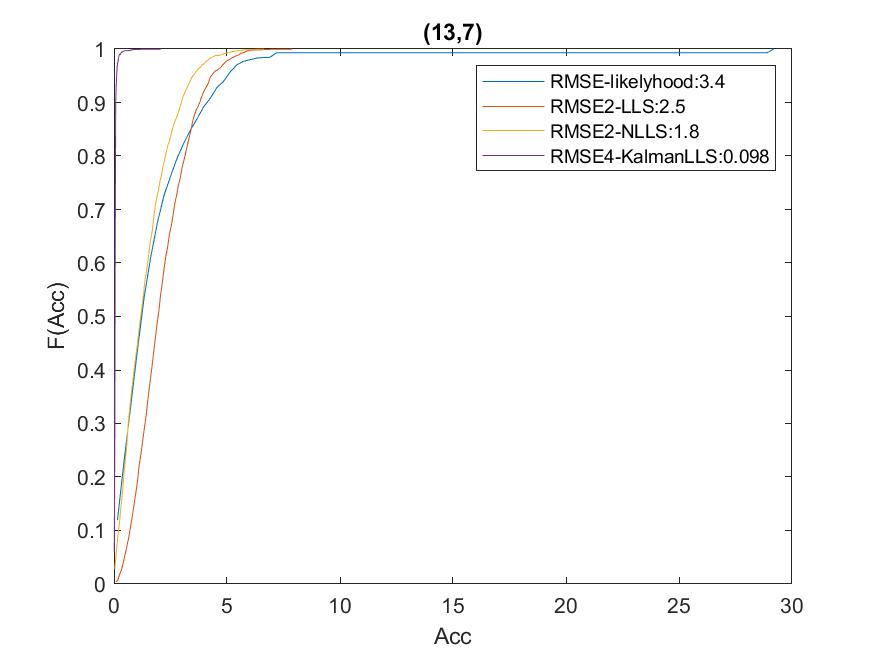 (13,7)
1
0.9
0.8
0.7
0.6
0.5
0.4
0.3
0.2
0.1
0
F(Acc)
RMSE-likelyhood:3.4
RMSE2-LLS:2.5
RMSE2-NLLS:1.8
RMSE4-KalmanLLS:0.098
0 5 10 15 20 25 30
Acc